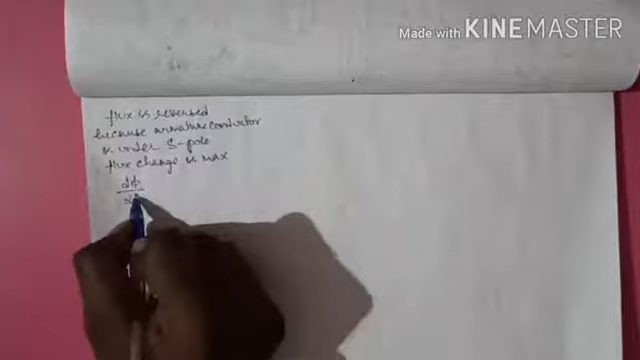 Made with KINEMASTER
flux is reversed
because armature conductor
is under S-pole
flux change is max
dφ